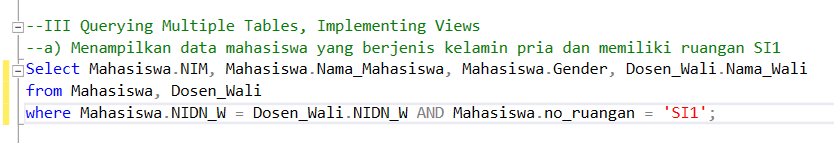 --III Querying Multiple Tables, Implementing Views
--a) Menampilkan data mahasiswa yang berjenis kelamin pria dan memiliki ruangan SI1
Select Mahasiswa.NIM, Mahasiswa.Nama_Mahasiswa, Mahasiswa.Gender, Dosen_Wali.Nama_Wali
from Mahasiswa, Dosen_Wali
where Mahasiswa.NIDN_W = Dosen_Wali.NIDN_W AND Mahasiswa.no_ruangan = 'SI1';